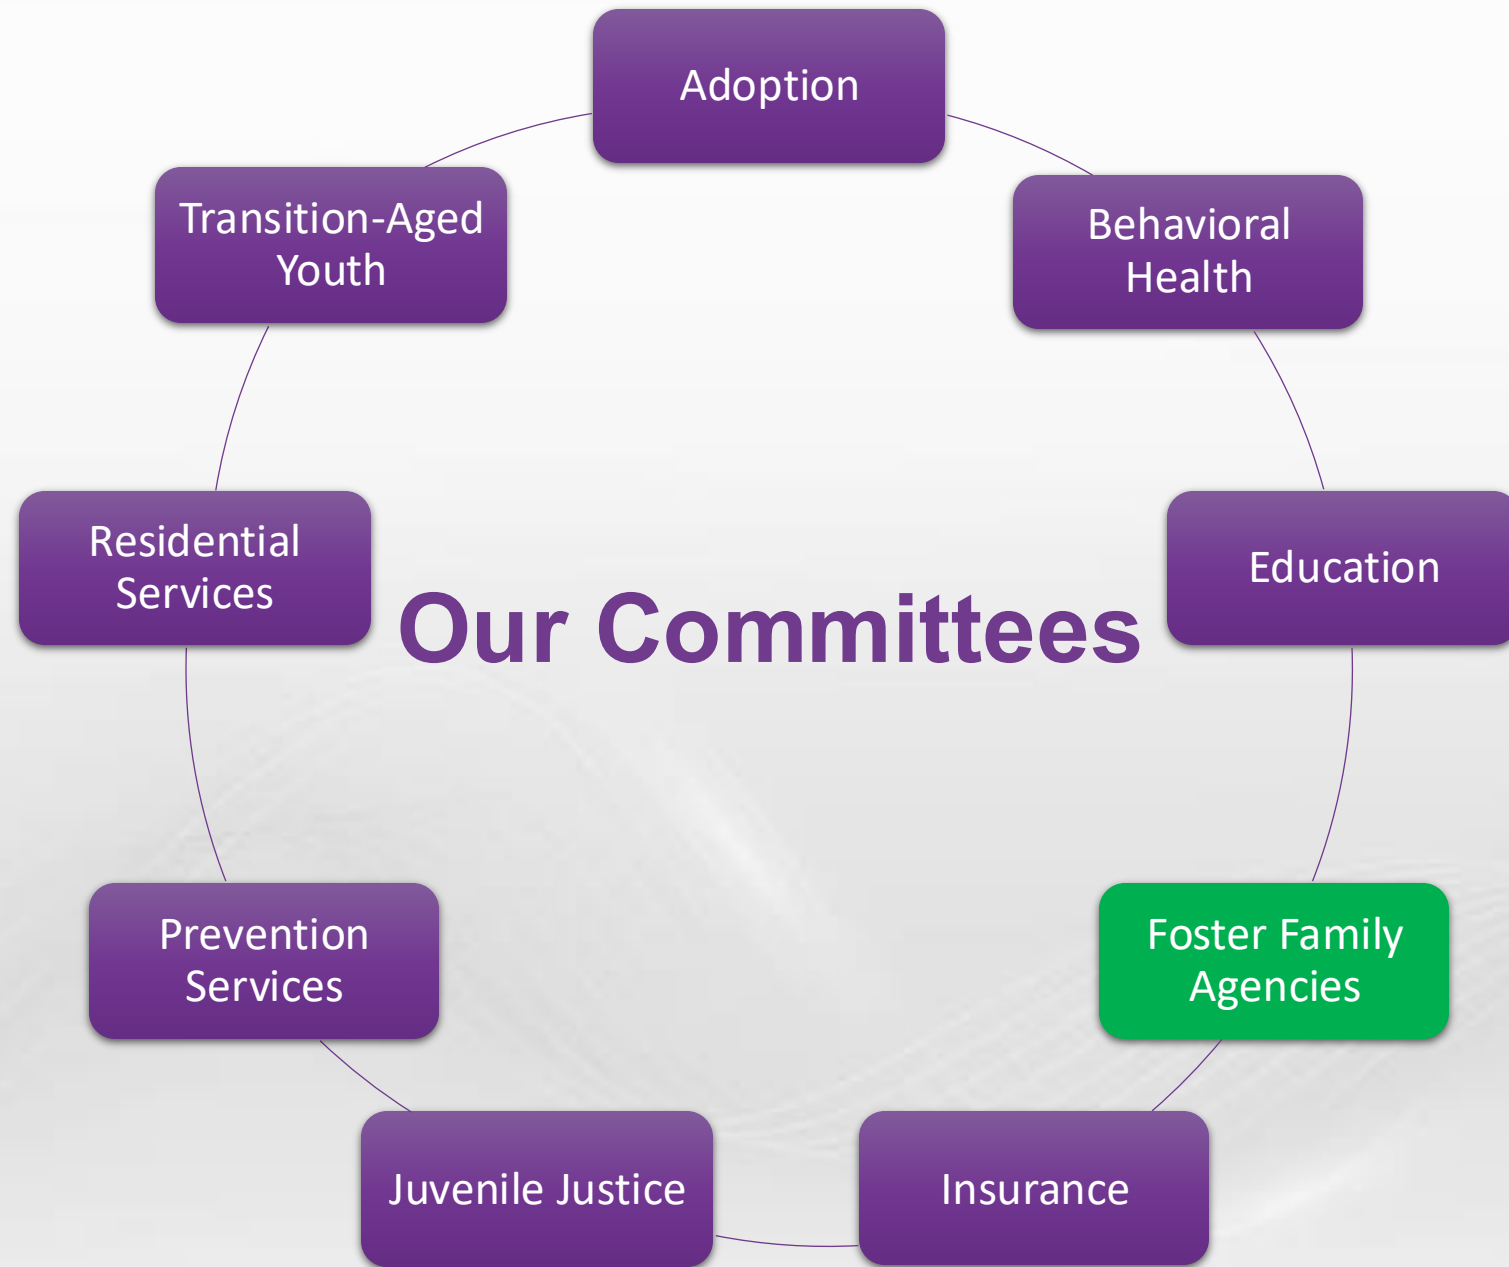 Adoption
Behavioral
Health
Education
Foster Family
Agencies
Insurance
Juvenile Justice
Prevention
Services
Residential
Services
Transition-Aged
Youth
Our Committees